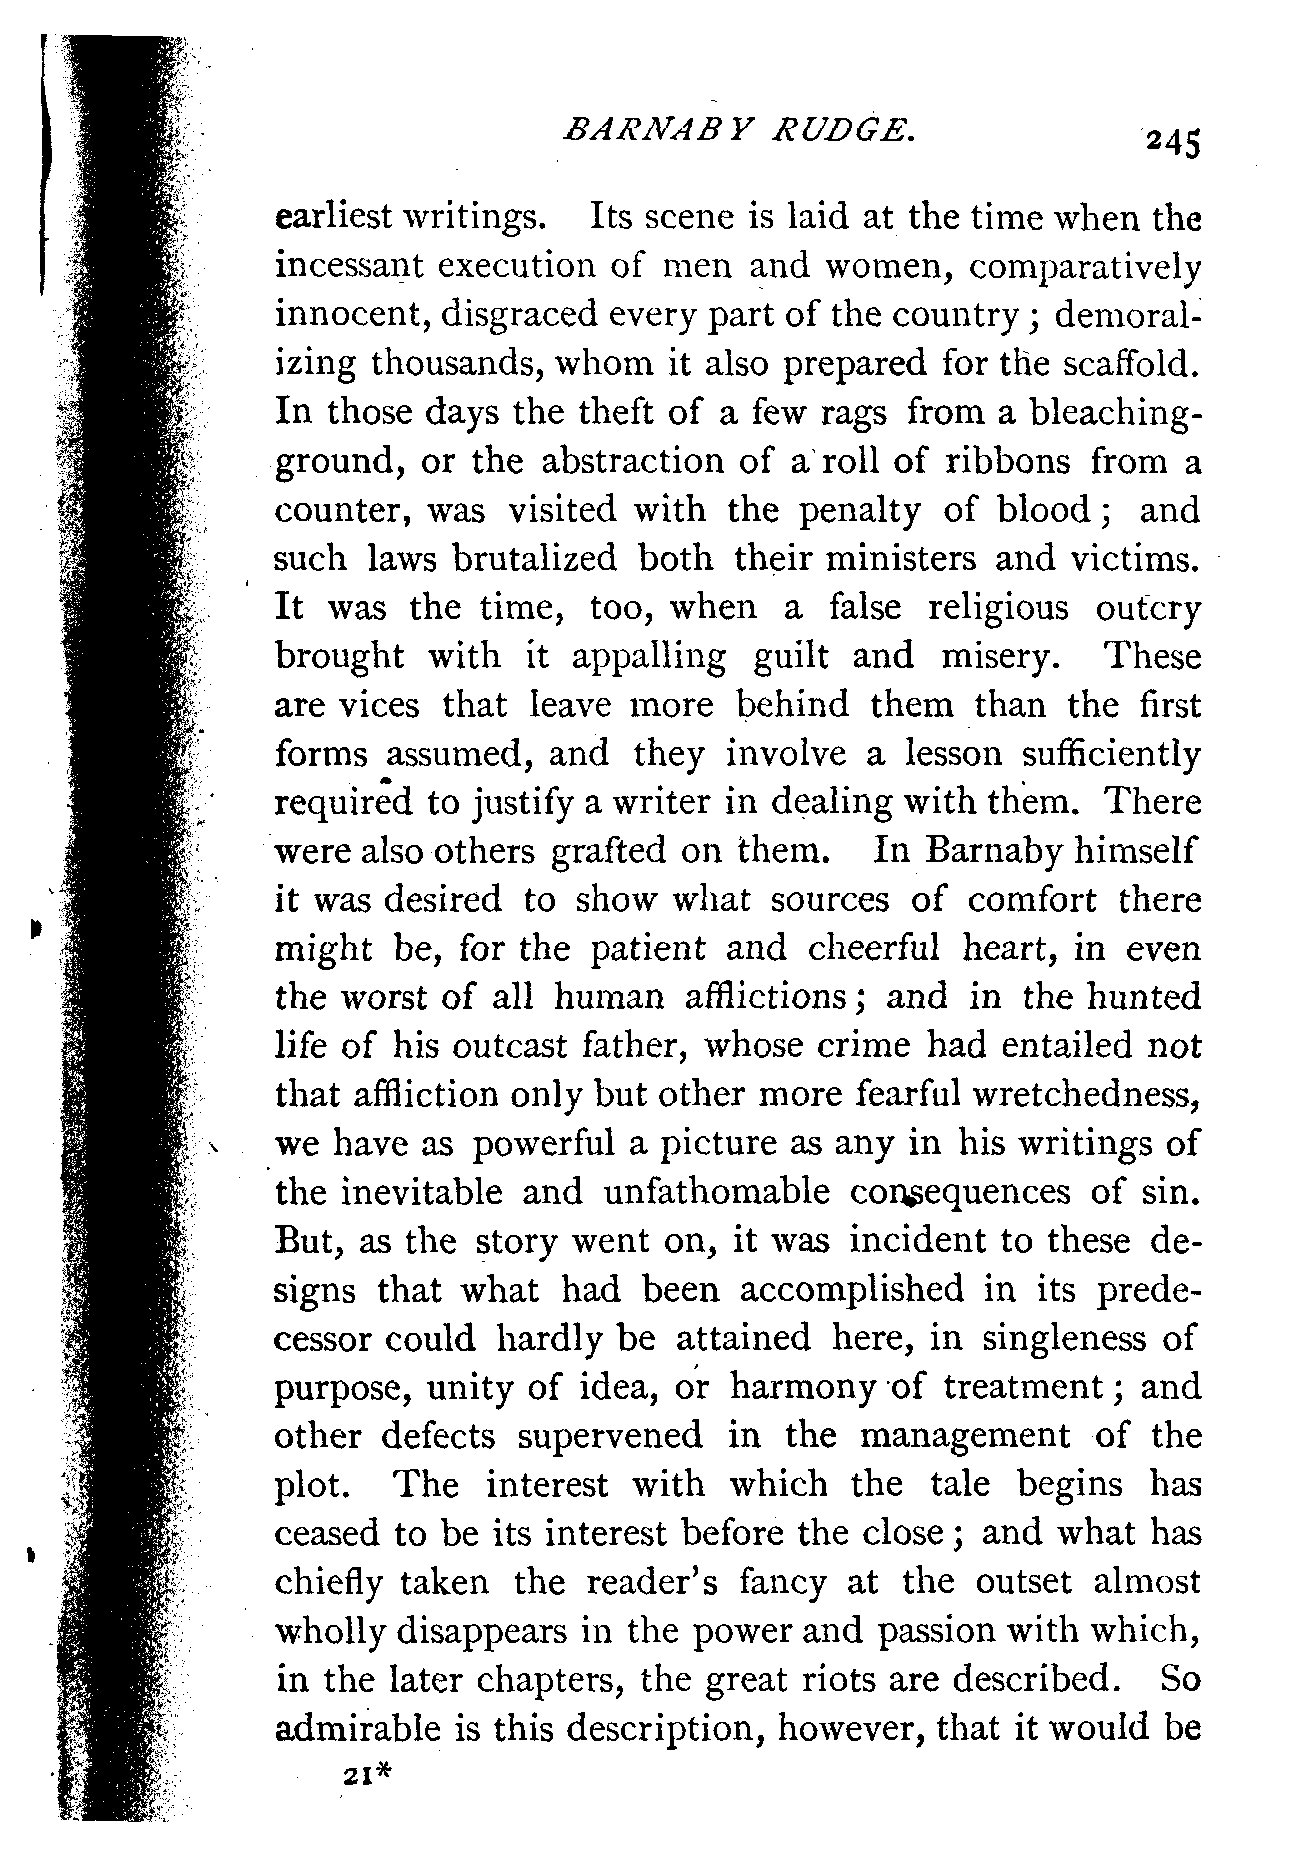 BARNABY RUDGE.
245
earliest writings. Its scene is laid at the time when the
incessant execution of men and women, comparatively
innocent, disgraced every part of the country; demoral-
izing thousands, whom it also prepared for the scaffold.
In those days the theft of a few rags from a bleaching-
ground, or the abstraction of a roll of ribbons from a
counter, was visited with the penalty of blood; and
such laws brutalized both their ministers and victims.
It was the time, too, when a false religious outcry
brought with it appalling guilt and misery. These
are vices that leave more behind them than the first
forms assumed, and they involve a lesson sufficiently
required to justify a writer in dealing with them. There
were also others grafted on them. In Barnaby himself
it was desired to show what sources of comfort there
might be, for the patient and cheerful heart, in even
the worst of all human afflictions; and in the hunted
life of his outcast father, whose crime had entailed not
that affliction only but other more fearful wretchedness,
we have as powerful a picture as any in his writings of
the inevitable and unfathomable consequences of sin.
But, as the story went on, it was incident to these de-
signs that what had been accomplished in its prede-
cessor could hardly be attained here, in singleness of
purpose, unity of idea, or harmony of treatment; and
other defects supervened in the management of the
plot. The interest with which the tale begins has
ceased to be its interest before the close; and what has
chiefly taken the reader's fancy at the outset almost
wholly disappears in the power and passion with which,
in the later chapters, the great riots are described. So
admirable is this description, however, that it would be
21*